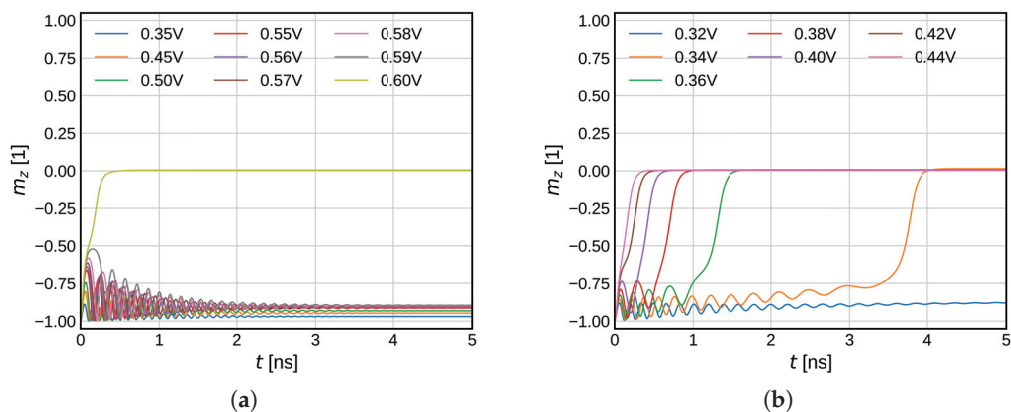 1.00
0.75
0.50
0.25
0.00
−0.25
−0.50
−0.75
−1.00
m_z [1]
0.35V 0.55V 0.58V
0.45V 0.56V 0.59V
0.50V 0.57V 0.60V
0 1 2 3 4 5
t [ns]
(a)
1.00
0.75
0.50
0.25
0.00
−0.25
−0.50
−0.75
−1.00
m_z [1]
0.32V 0.38V 0.42V
0.34V 0.40V 0.44V
0.36V
0 1 2 3 4 5
t [ns]
(b)